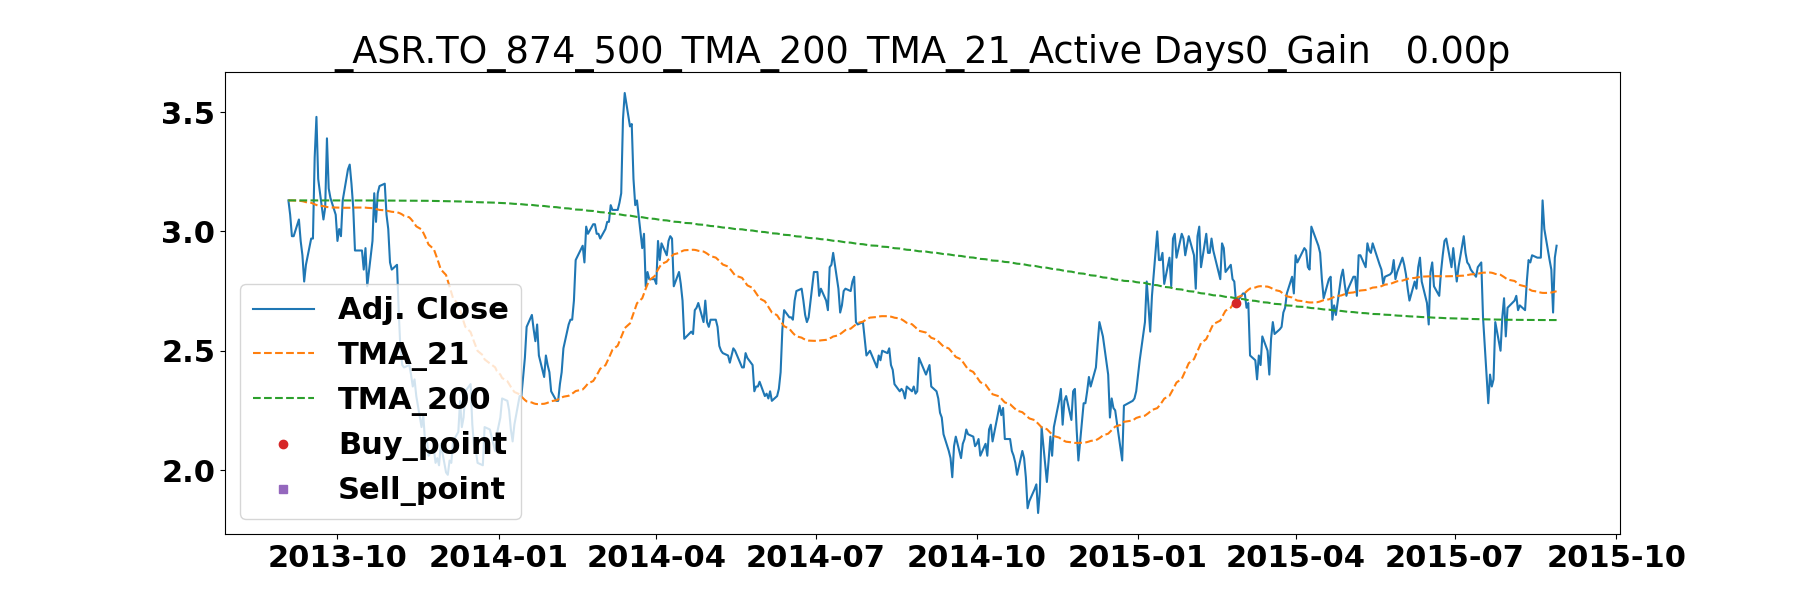 _ASR.TO_874_500_TMA_200_TMA_21_Active Days0_Gain   0.00p
3.5
3.0
2.5
2.0
Adj. Close
TMA_21
TMA_200
Buy_point
Sell_point
2013-10 2014-01 2014-04 2014-07 2014-10 2015-01 2015-04 2015-07 2015-10